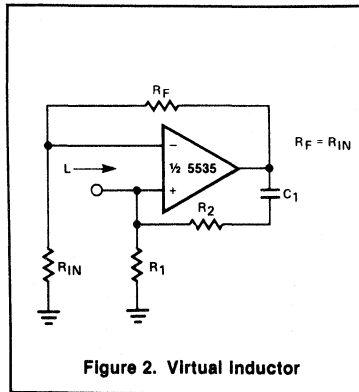 RF
RF = RIN
L
−
½ 5535
+
C1
R2
RIN
R1
Figure 2. Virtual Inductor